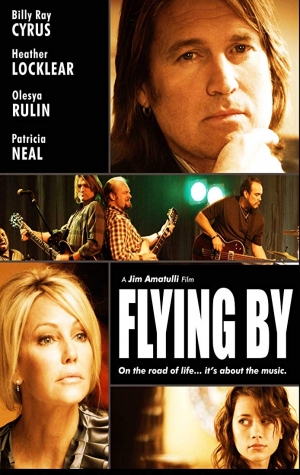 Billy Ray
CYRUS
Heather
LOCKLEAR
Olesya
RULIN
Patricia
NEAL
A Jim Amatulli Film
FLYING BY
On the road of life... it's about the music.